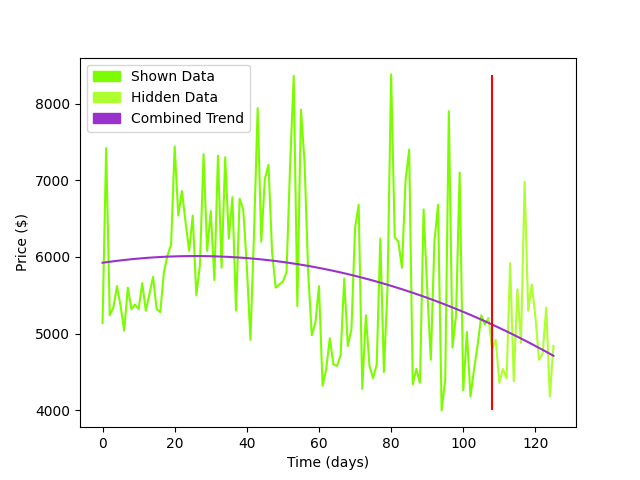 Shown Data
Hidden Data
Combined Trend
8000
7000
6000
5000
4000
Price ($)
0 20 40 60 80 100 120
Time (days)